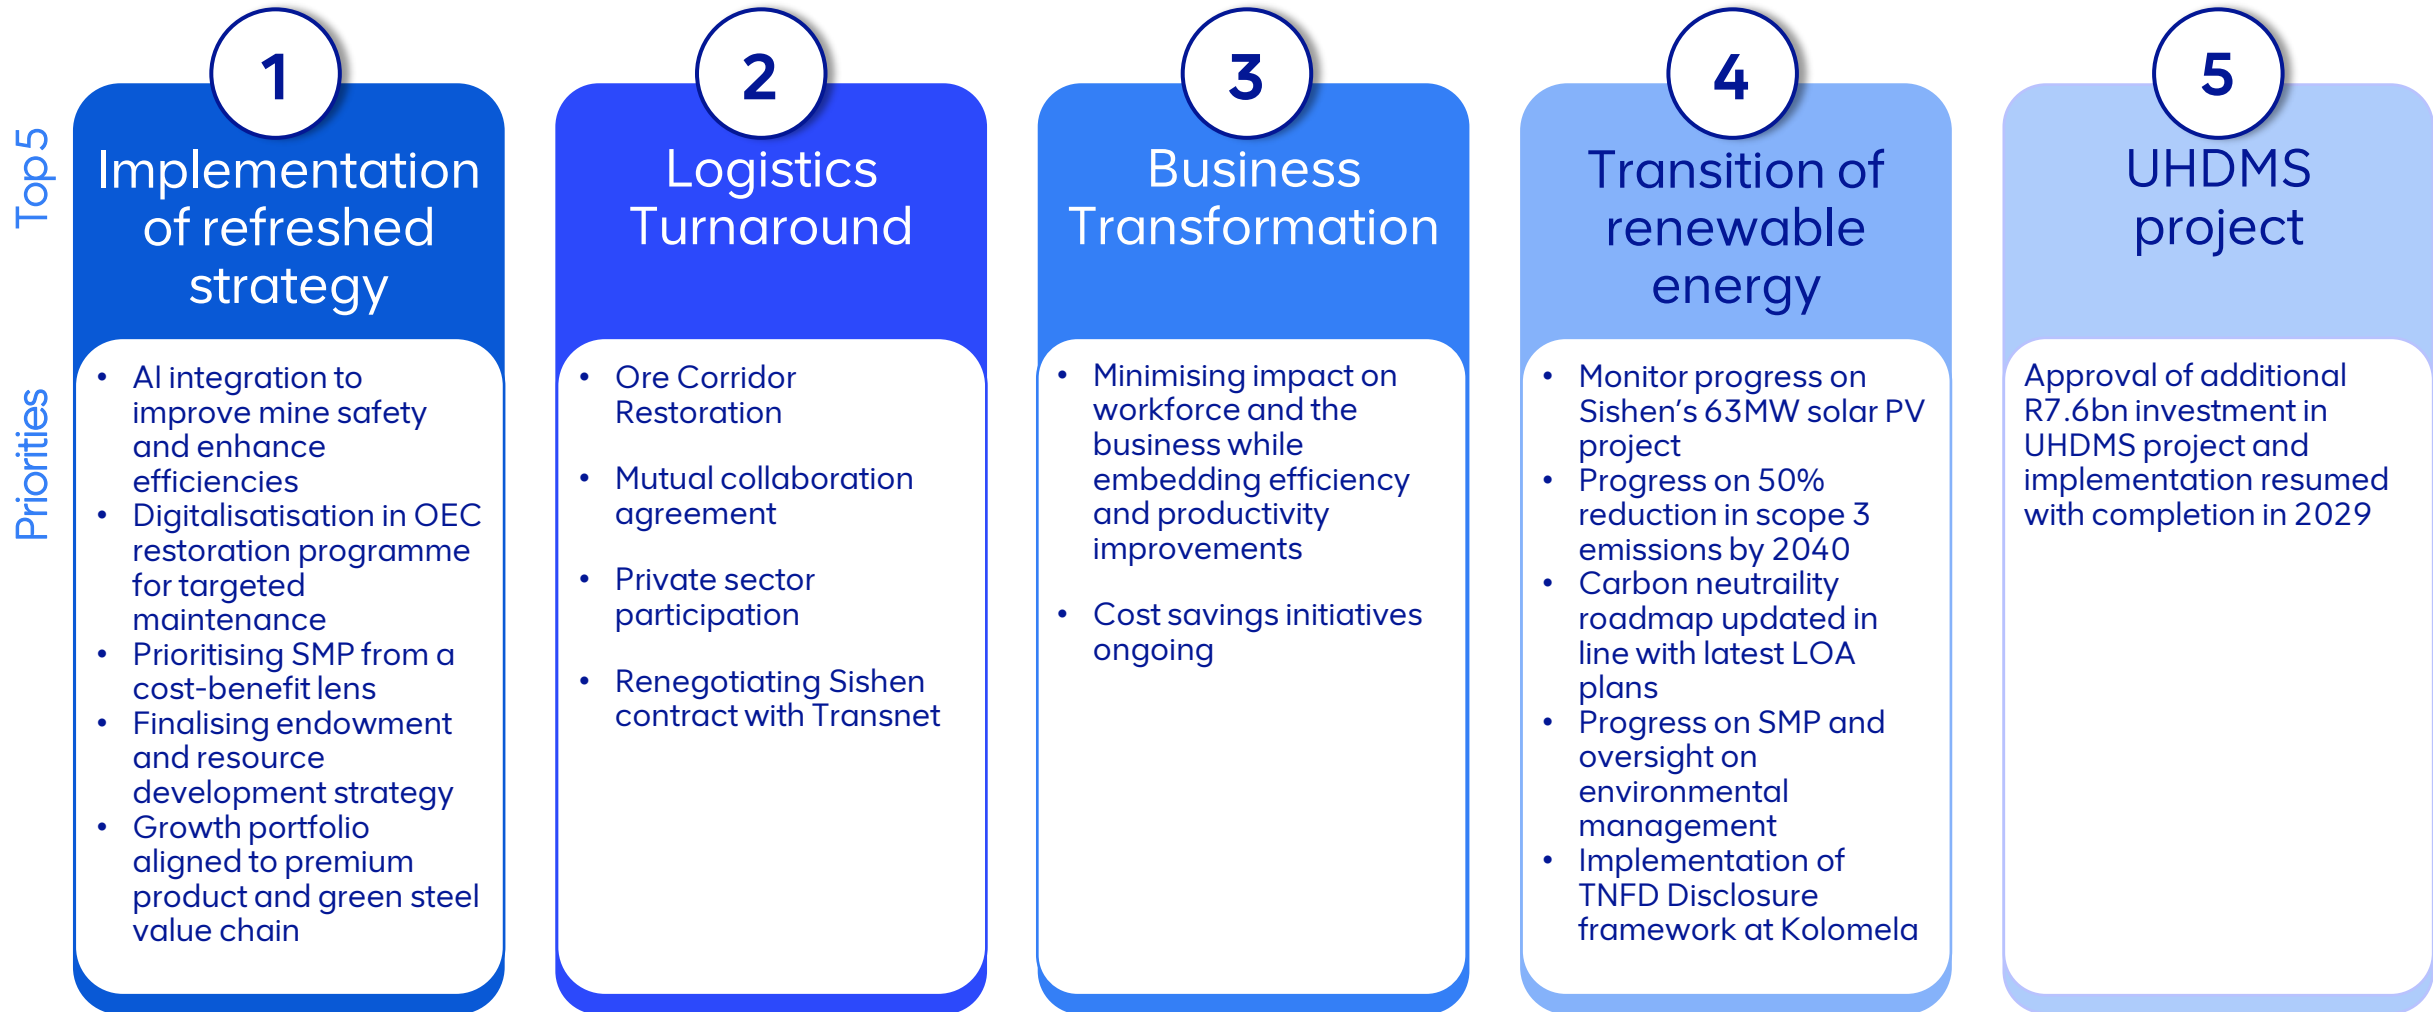 Top 5
Priorities
1
Implementation
of refreshed
strategy
• AI integration to
improve mine safety
and enhance
efficiencies
• Digitalisatisation in OEC
restoration programme
for targeted
maintenance
• Prioritising SMP from a
cost-benefit lens
• Finalising endowment
and resource
development strategy
• Growth portfolio
aligned to premium
product and green steel
value chain
2
Logistics
Turnaround
• Ore Corridor
Restoration
• Mutual collaboration
agreement
• Private sector
participation
• Renegotiating Sishen
contract with Transnet
3
Business
Transformation
• Minimising impact on
workforce and the
business while
embedding efficiency
and productivity
improvements
• Cost savings initiatives
ongoing
4
Transition of
renewable
energy
• Monitor progress on
Sishen’s 63MW solar PV
project
• Progress on 50%
reduction in scope 3
emissions by 2040
• Carbon neutraility
roadmap updated in
line with latest LOA
plans
• Progress on SMP and
oversight on
environmental
management
• Implementation of
TNFD Disclosure
framework at Kolomela
5
UHDMS
project
Approval of additional
R7.6bn investment in
UHDMS project and
implementation resumed
with completion in 2029